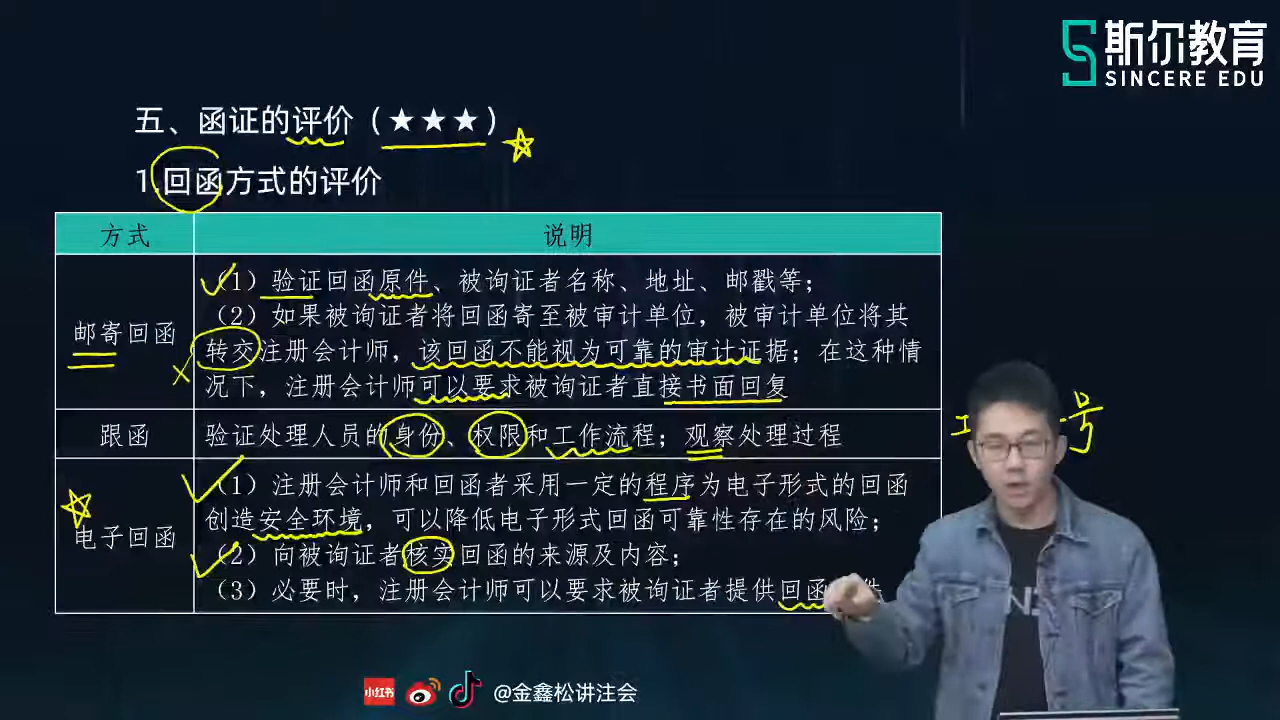 斯尔教育
SINCERE EDU
五、函证的评价（★★★）
1.回函方式的评价
方式
说明
邮寄回函
（1）验证回函原件、被询证者名称、地址、邮戳等；
（2）如果被询证者将回函寄至被审计单位，被审计单位将其
转交注册会计师，该回函不能视为可靠的审计证据；在这种情
况下，注册会计师可以要求被询证者直接书面回复
跟函
验证处理人员的身份、权限和工作流程；观察处理过程
号
电子回函
（1）注册会计师和回函者采用一定的程序为电子形式的回函
创造安全环境，可以降低电子形式回函可靠性存在的风险；
（2）向被询证者核实回函的来源及内容；
（3）必要时，注册会计师可以要求被询证者提供回函
小红书
@金鑫松讲注会